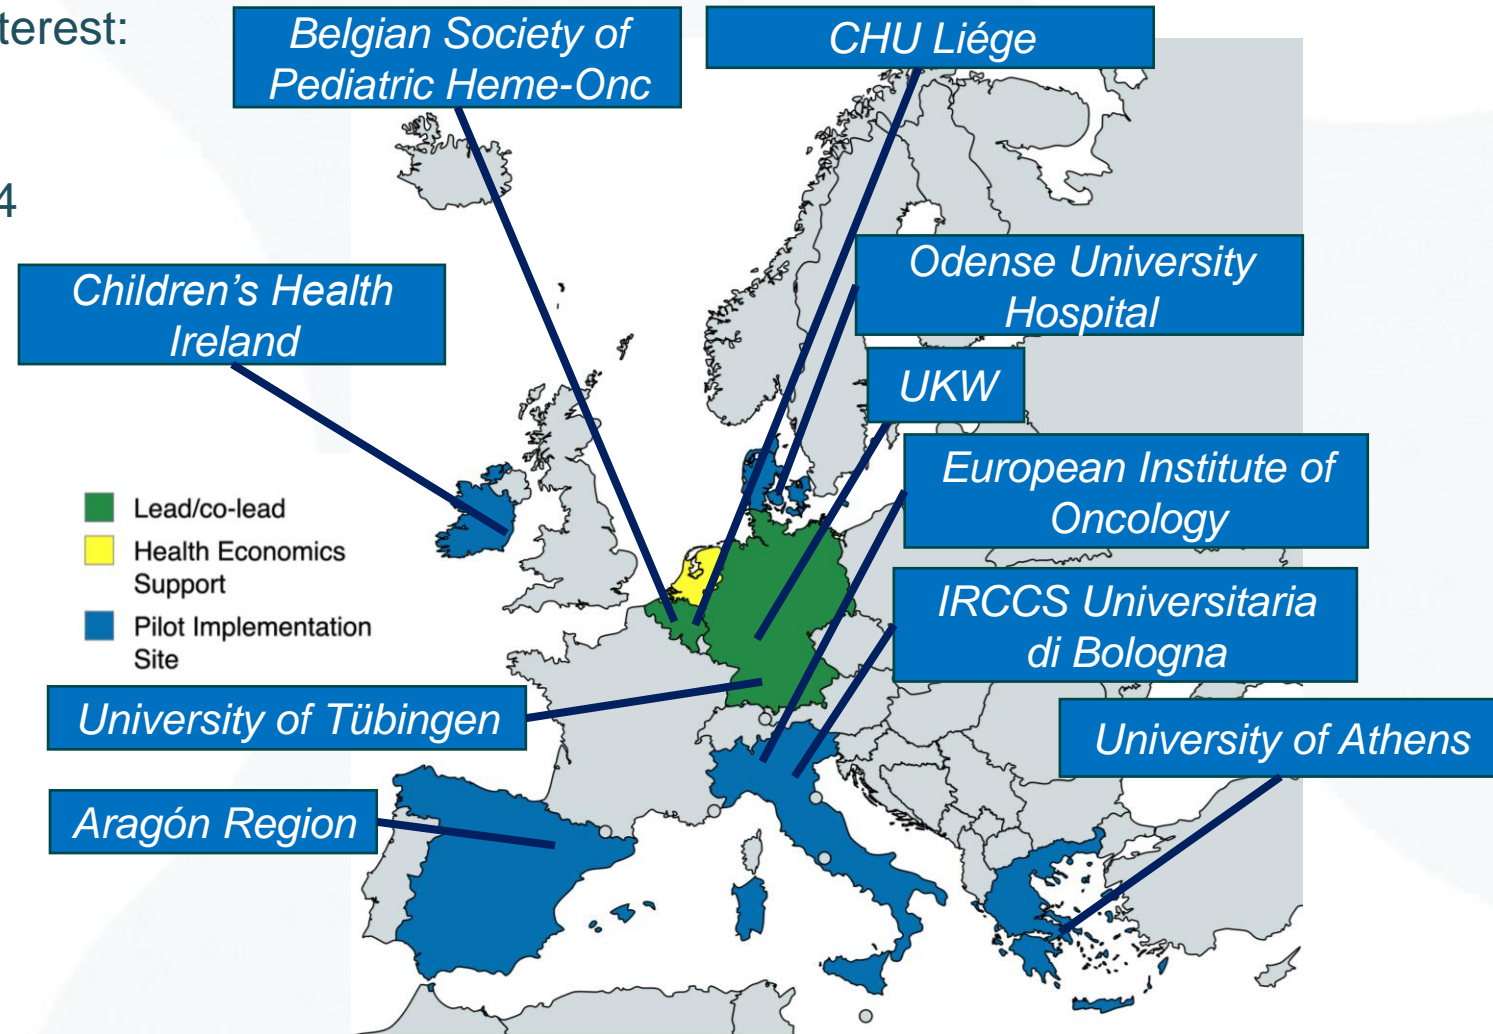 terest:
4
Belgian Society of
Pediatric Heme-Onc
CHU Liége
Children’s Health
Ireland
Odense University
Hospital
UKW
European Institute of
Oncology
IRCCS Universitaria
di Bologna
Lead/co-lead
Health Economics
Support
Pilot Implementation
Site
University of Tübingen
University of Athens
Aragón Region